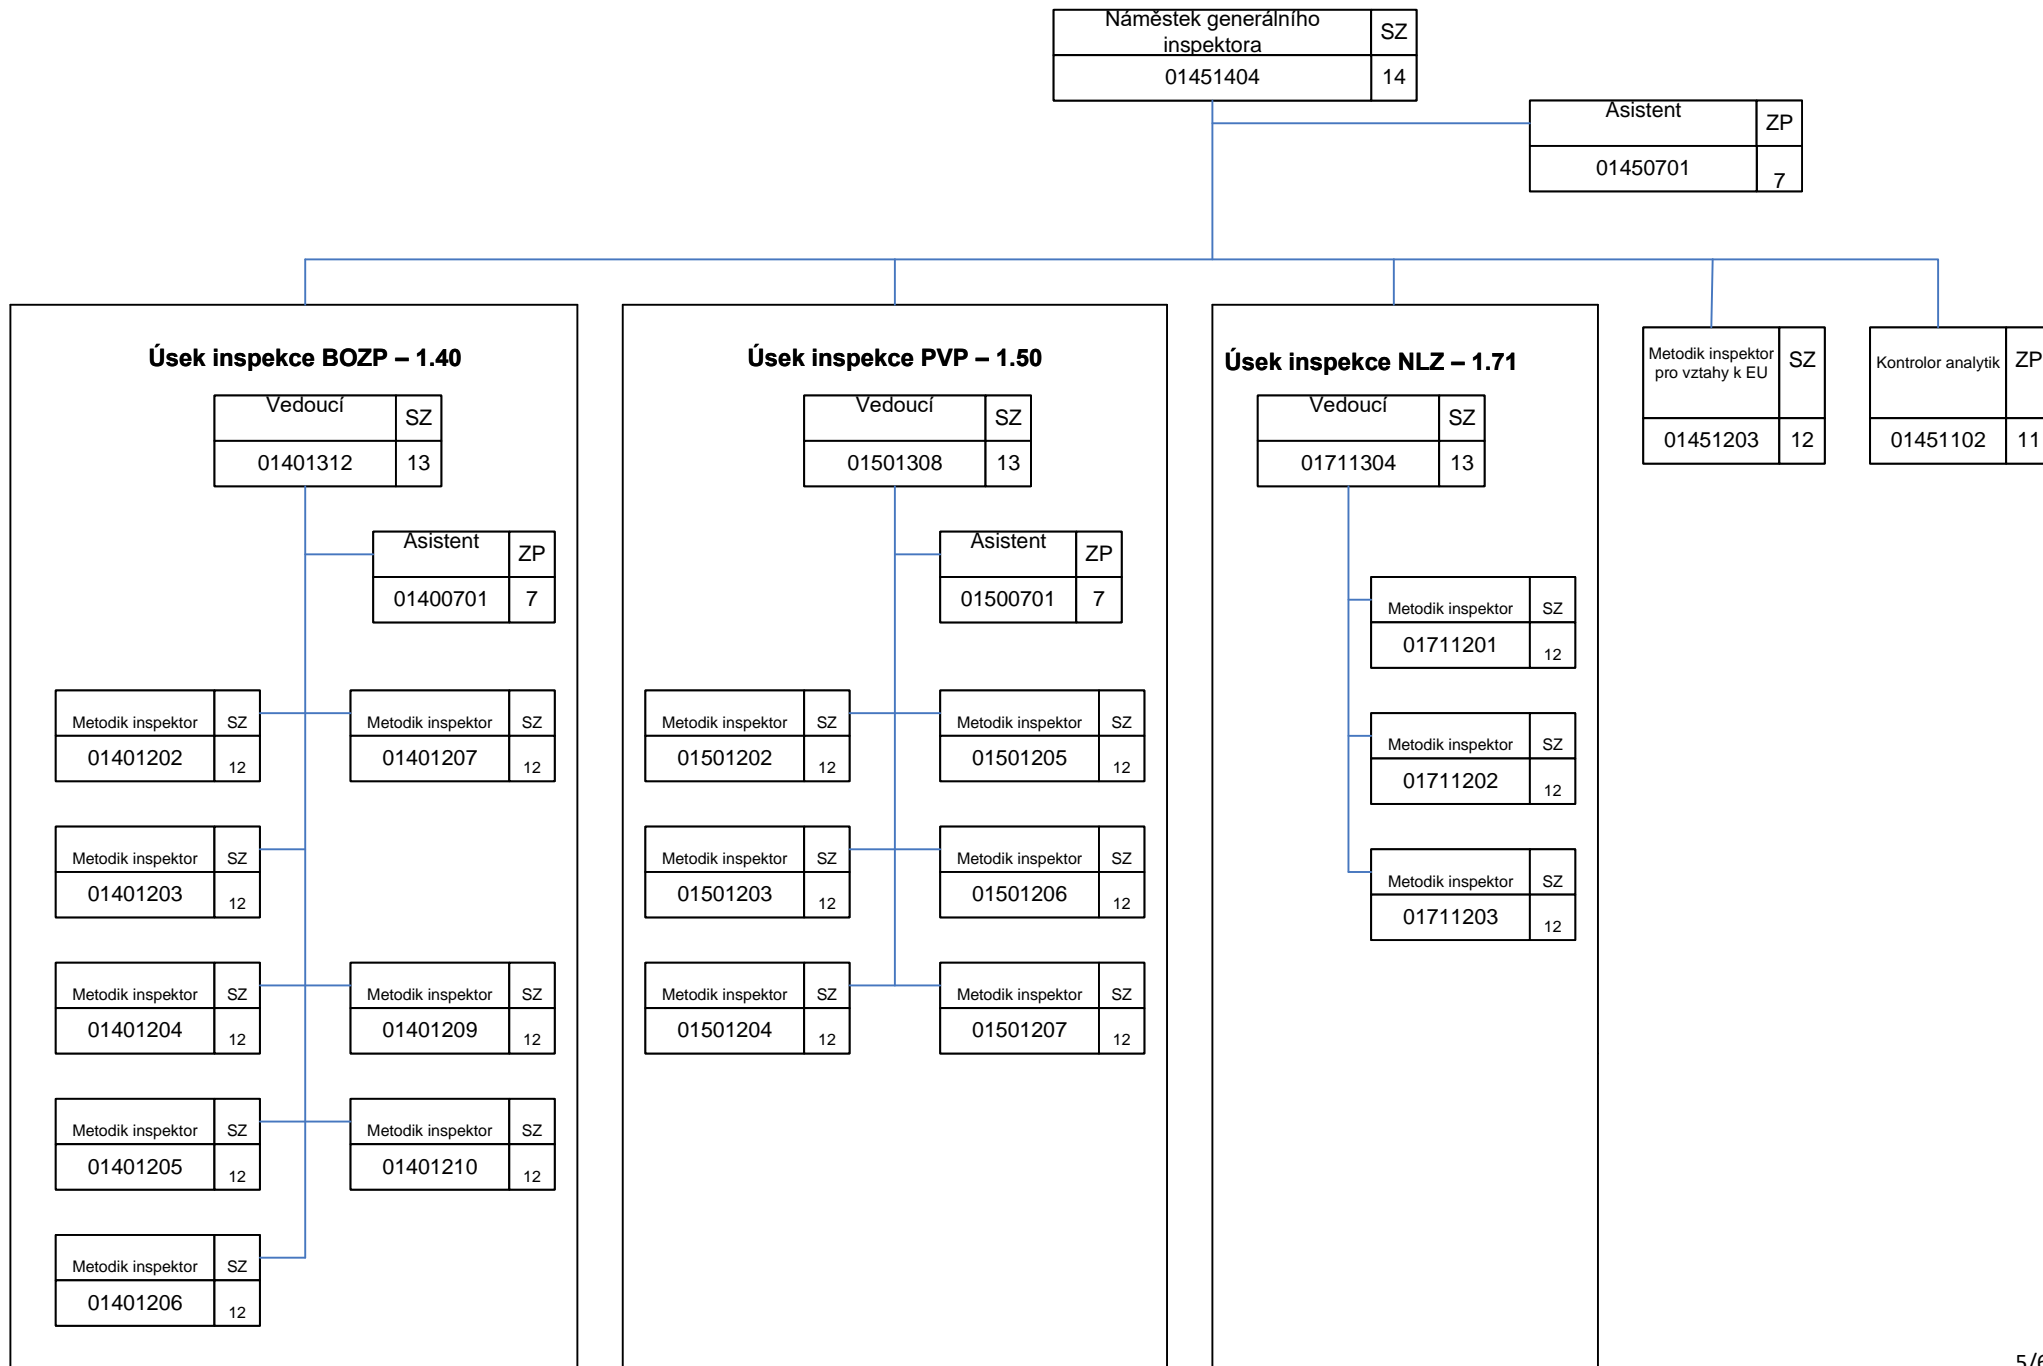 Náměstek generálního
inspektora
SZ
01451404
14
Asistent
ZP
01450701
7
Úsek inspekce BOZP – 1.40
Vedoucí
SZ
01401312
13
Asistent
ZP
01400701
7
Metodik inspektor
SZ
01401202
12
Metodik inspektor
SZ
01401207
12
Metodik inspektor
SZ
01401203
12
Metodik inspektor
SZ
01401204
12
Metodik inspektor
SZ
01401209
12
Metodik inspektor
SZ
01401205
12
Metodik inspektor
SZ
01401210
12
Metodik inspektor
SZ
01401206
12
Úsek inspekce PVP – 1.50
Vedoucí
SZ
01501308
13
Asistent
ZP
01500701
7
Metodik inspektor
SZ
01501202
12
Metodik inspektor
SZ
01501205
12
Metodik inspektor
SZ
01501203
12
Metodik inspektor
SZ
01501206
12
Metodik inspektor
SZ
01501204
12
Metodik inspektor
SZ
01501207
12
Úsek inspekce NLZ – 1.71
Vedoucí
SZ
01711304
13
Metodik inspektor
SZ
01711201
12
Metodik inspektor
SZ
01711202
12
Metodik inspektor
SZ
01711203
12
Metodik inspektor
pro vztahy k EU
SZ
01451203
12
Kontrolor analytik
ZP
01451102
11
5/6